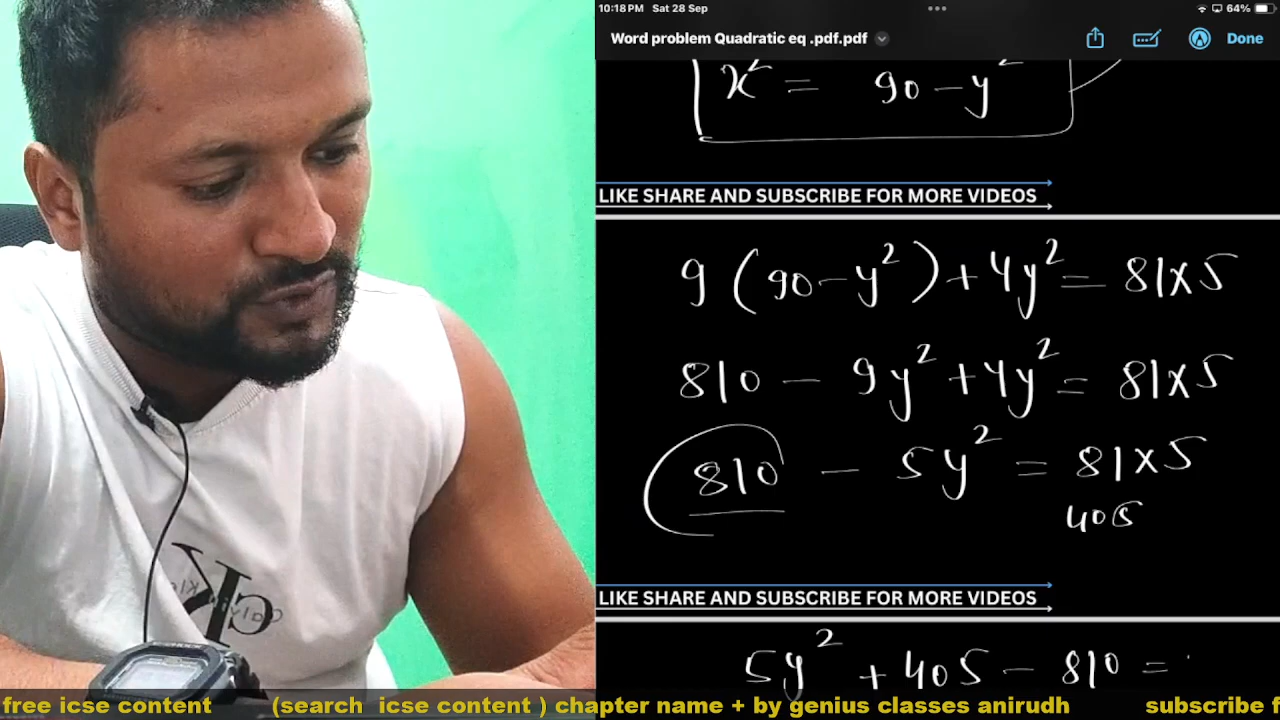 10:18 PM Sat 28 Sep 64%
Word problem Quadratic eq .pdf.pdf Done
x² = 90 - y²
LIKE SHARE AND SUBSCRIBE FOR MORE VIDEOS
9 (90 - y²) + 4y² = 81 x 5
810 - 9y² + 4y² = 81 x 5
810 - 5y² = 81 x 5
405
LIKE SHARE AND SUBSCRIBE FOR MORE VIDEOS
5y² + 405 - 810 =
CK
free icse content (search icse content ) chapter name + by genius classes anirudh subscribe